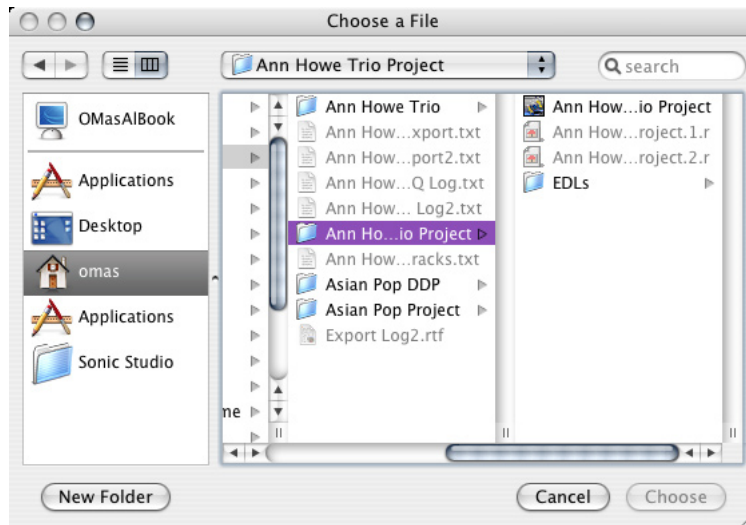 Choose a File
Ann Howe Trio Project
search
OMasAlBook
Applications
Desktop
omas
Applications
Sonic Studio
me
Ann Howe Trio
Ann How...xport.txt
Ann How...port2.txt
Ann How...Q Log.txt
Ann How... Log2.txt
Ann Ho...io Project
Ann How...racks.txt
Asian Pop DDP
Asian Pop Project
Export Log2.rtf
Ann How...io Project
Ann How...roject.1.r
Ann How...roject.2.r
EDLs
New Folder
Cancel
Choose